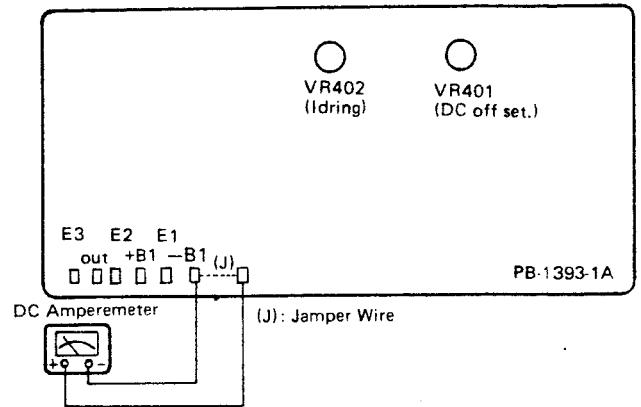 VR402
(Idring)
VR401
(DC off set.)
E3 E2 E1
out +B1 —B1 (J)
PB-1393-1A
DC Amperemeter
(J): Jamper Wire
+ -